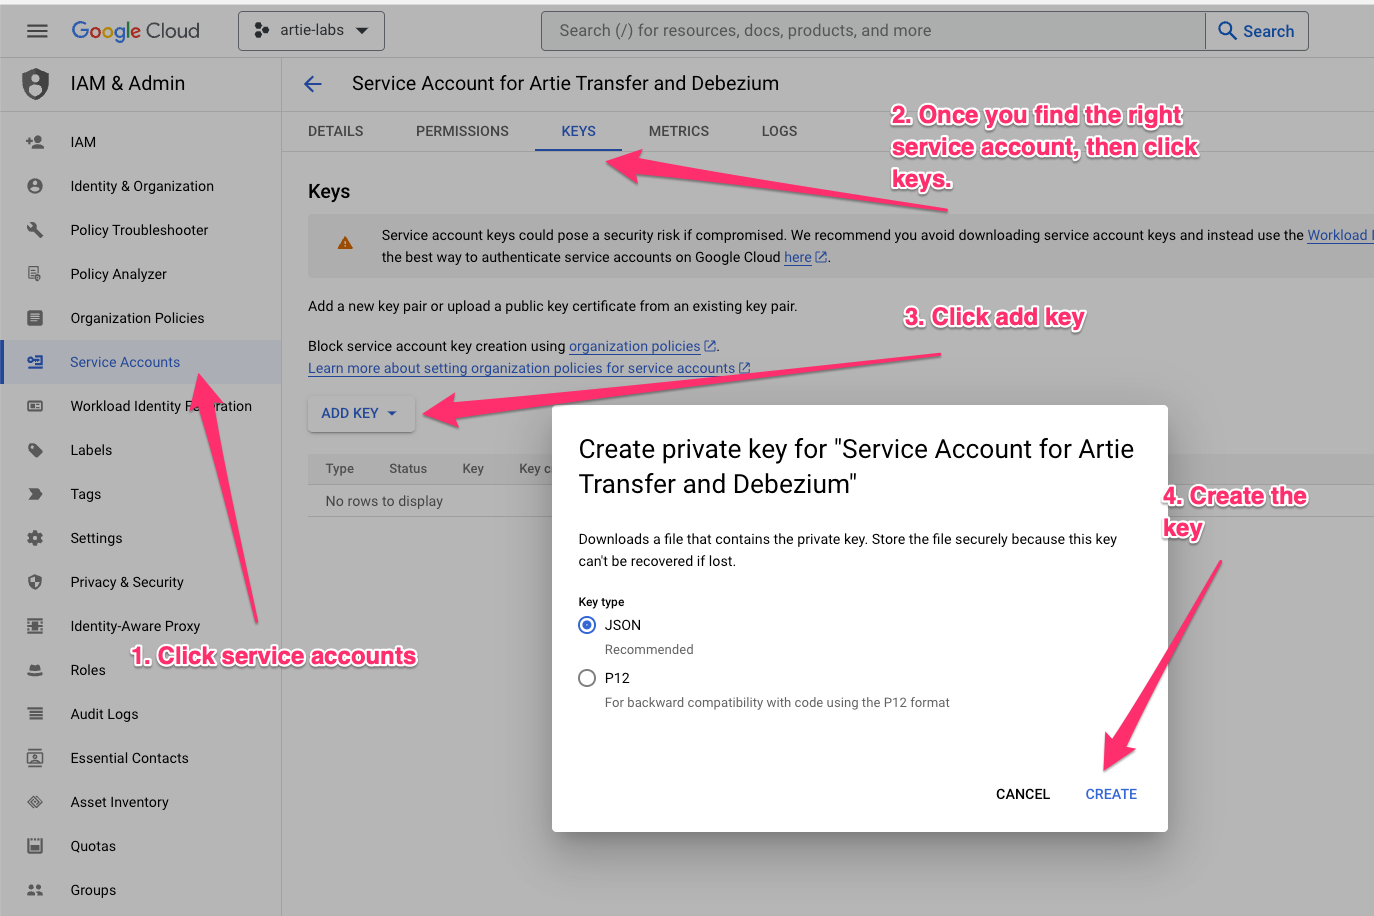 Google Cloud
artie-labs
Search (/) for resources, docs, products, and more
Search
IAM & Admin
Service Account for Artie Transfer and Debezium
DETAILS
PERMISSIONS
KEYS
METRICS
LOGS
2. Once you find the right
service account, then click
keys.
IAM
Identity & Organization
Policy Troubleshooter
Policy Analyzer
Organization Policies
Service Accounts
Workload Identity
Labels
Tags
Settings
Privacy & Security
Identity-Aware Proxy
1. Click service accounts
Roles
Audit Logs
Essential Contacts
Asset Inventory
Quotas
Groups
Keys
Service account keys could pose a security risk if compromised. We recommend you avoid downloading service account keys and instead use the Workload
the best way to authenticate service accounts on Google Cloud here.
Add a new key pair or upload a public key certificate from an existing key pair.
3. Click add key
Block service account key creation using organization policies.
Learn more about setting organization policies for service accounts
ADD KEY
Type Status Key Key c
No rows to display
Create private key for "Service Account for Artie
Transfer and Debezium"
4. Create the
key
Downloads a file that contains the private key. Store the file securely because this key
can't be recovered if lost.
Key type
JSON
Recommended
P12
For backward compatibility with code using the P12 format
CANCEL
CREATE